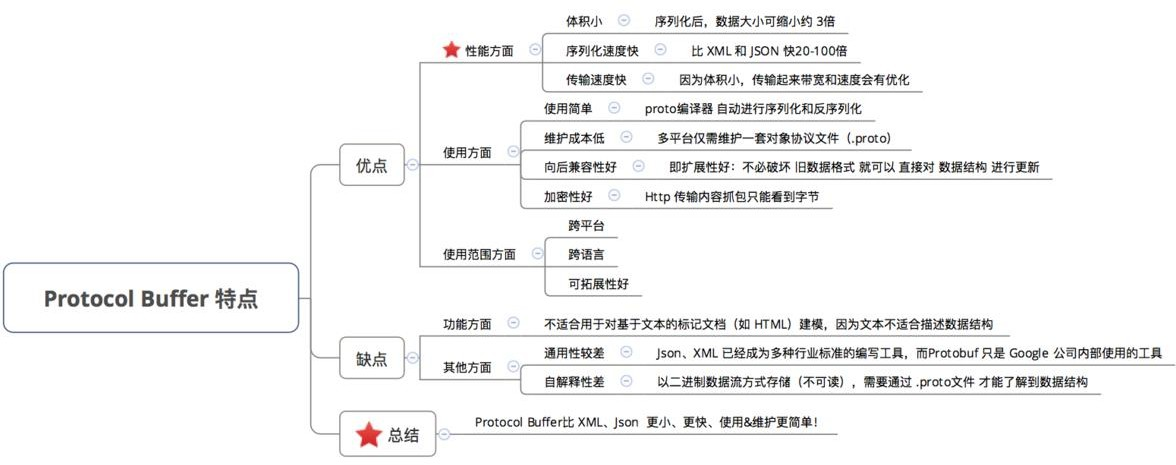 Protocol Buffer 特点
优点
性能方面
体积小
序列化后，数据大小可缩小约 3倍
序列化速度快
比 XML 和 JSON 快20-100倍
传输速度快
因为体积小，传输起来带宽和速度会有优化
使用方面
使用简单
proto编译器 自动进行序列化和反序列化
维护成本低
多平台仅需维护一套对象协议文件（.proto）
向后兼容性好
即扩展性好：不必破坏 旧数据格式 就可以 直接对 数据结构 进行更新
加密性好
Http 传输内容抓包只能看到字节
使用范围方面
跨平台
跨语言
可拓展性好
缺点
功能方面
不适合用于对基于文本的标记文档（如 HTML）建模，因为文本不适合描述数据结构
其他方面
通用性较差
Json、XML 已经成为多种行业标准的编写工具，而Protobuf 只是 Google 公司内部使用的工具
自解释性差
以二进制数据流方式存储（不可读），需要通过 .proto文件 才能了解到数据结构
总结
Protocol Buffer比 XML、Json 更小、更快、使用&维护更简单！